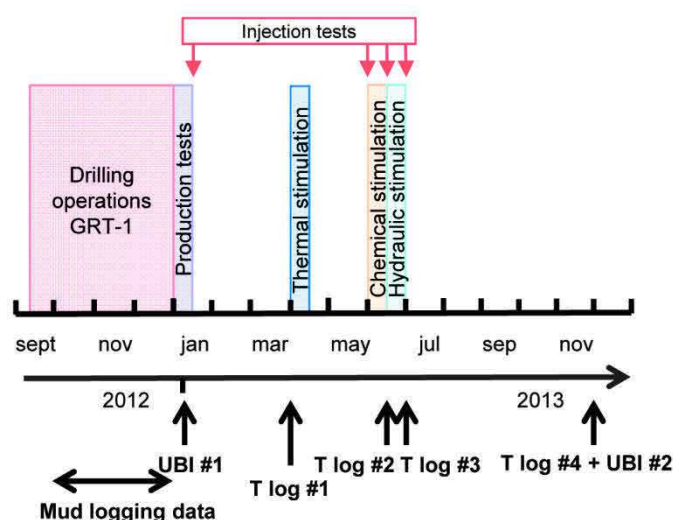 Injection tests
Drilling
operations
GRT-1
Production tests
Thermal stimulation
Chemical stimulation
Hydraulic stimulation
sept nov jan mar may jul sep nov
2012 2013
UBI #1 T log #2 T log #3 T log #4 + UBI #2
T log #1
Mud logging data